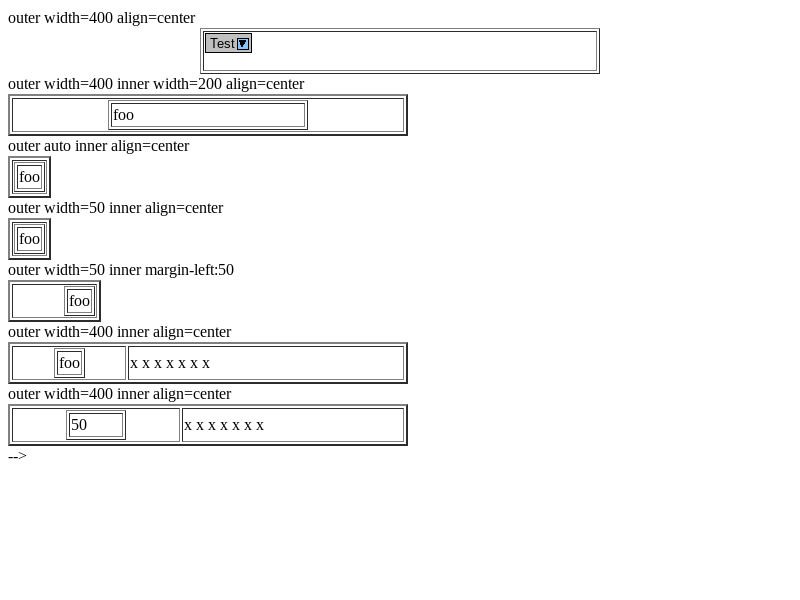 outer width=400 align=center
Test
outer width=400 inner width=200 align=center
foo
outer auto inner align=center
foo
outer width=50 inner align=center
foo
outer width=50 inner margin-left:50
foo
outer width=400 inner align=center
foo x x x x x x x
outer width=400 inner align=center
50 x x x x x x x
-->